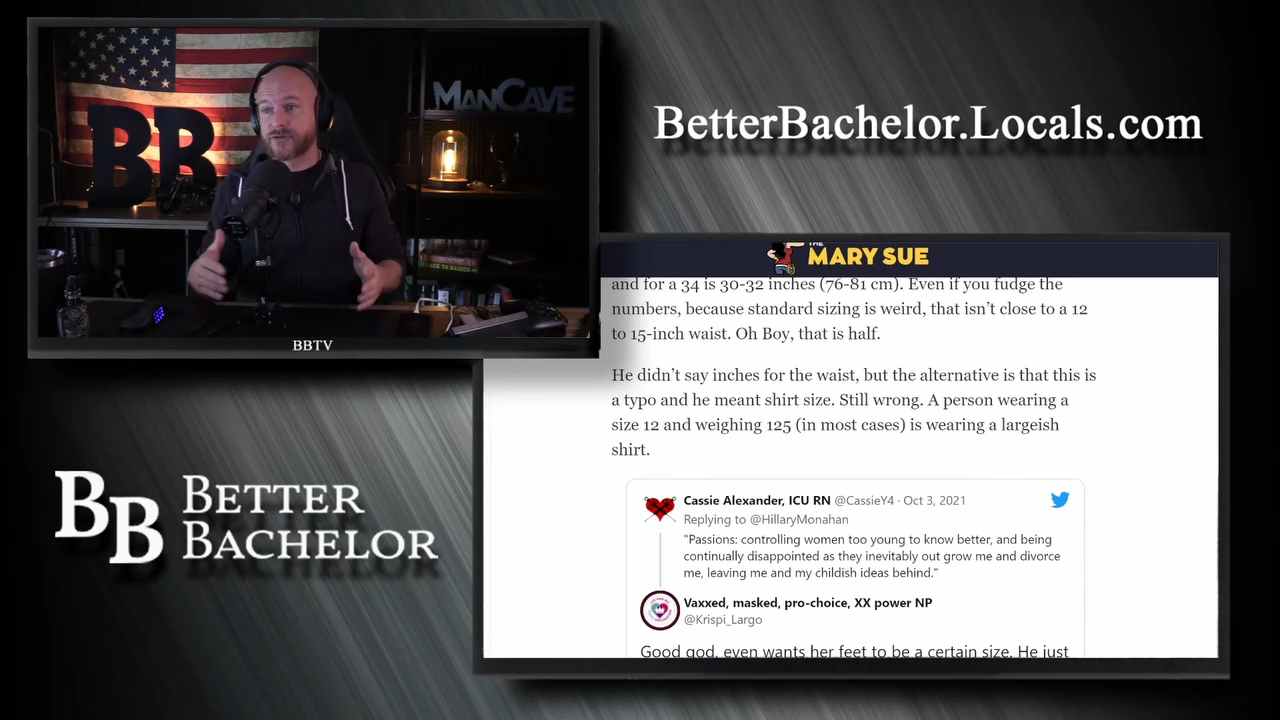 BB
MANCAVE
BACK TO BASICS
BBTV
BetterBachelor.Locals.com
BB
BETTER
BACHELOR
THE
MARY SUE
and for a 34 is 30-32 inches (76-81 cm). Even if you fudge the
numbers, because standard sizing is weird, that isn’t close to a 12
to 15-inch waist. Oh Boy, that is half.
He didn’t say inches for the waist, but the alternative is that this is
a typo and he meant shirt size. Still wrong. A person wearing a
size 12 and weighing 125 (in most cases) is wearing a largeish
shirt.
Cassie Alexander, ICU RN @CassieY4 · Oct 3, 2021
Replying to @HillaryMonahan
"Passions: controlling women too young to know better, and being
continually disappointed as they inevitably out grow me and divorce
me, leaving me and my childish ideas behind."
Vaxxed, masked, pro-choice, XX power NP
@Krispi_Largo
Good god, even wants her feet to be a certain size. He just